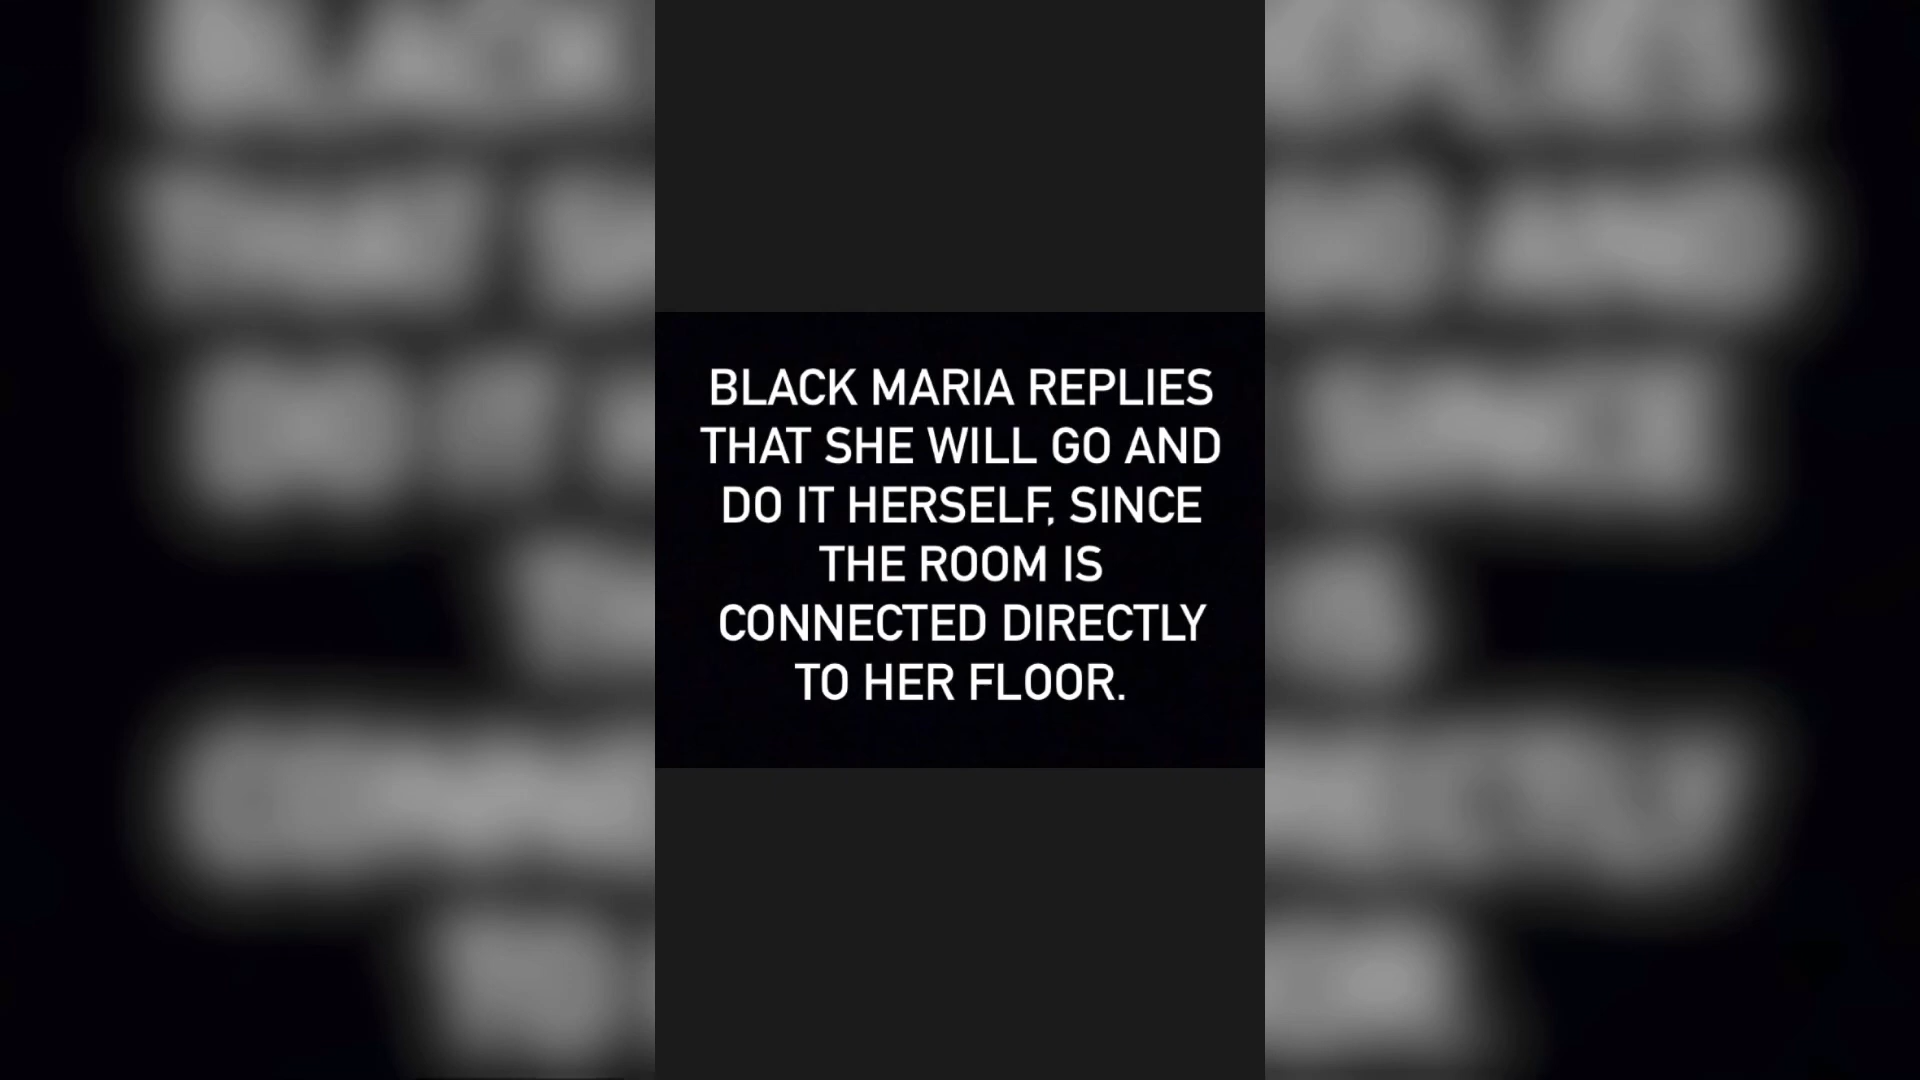 BLACK MARIA REPLIES
THAT SHE WILL GO AND
DO IT HERSELF, SINCE
THE ROOM IS
CONNECTED DIRECTLY
TO HER FLOOR.